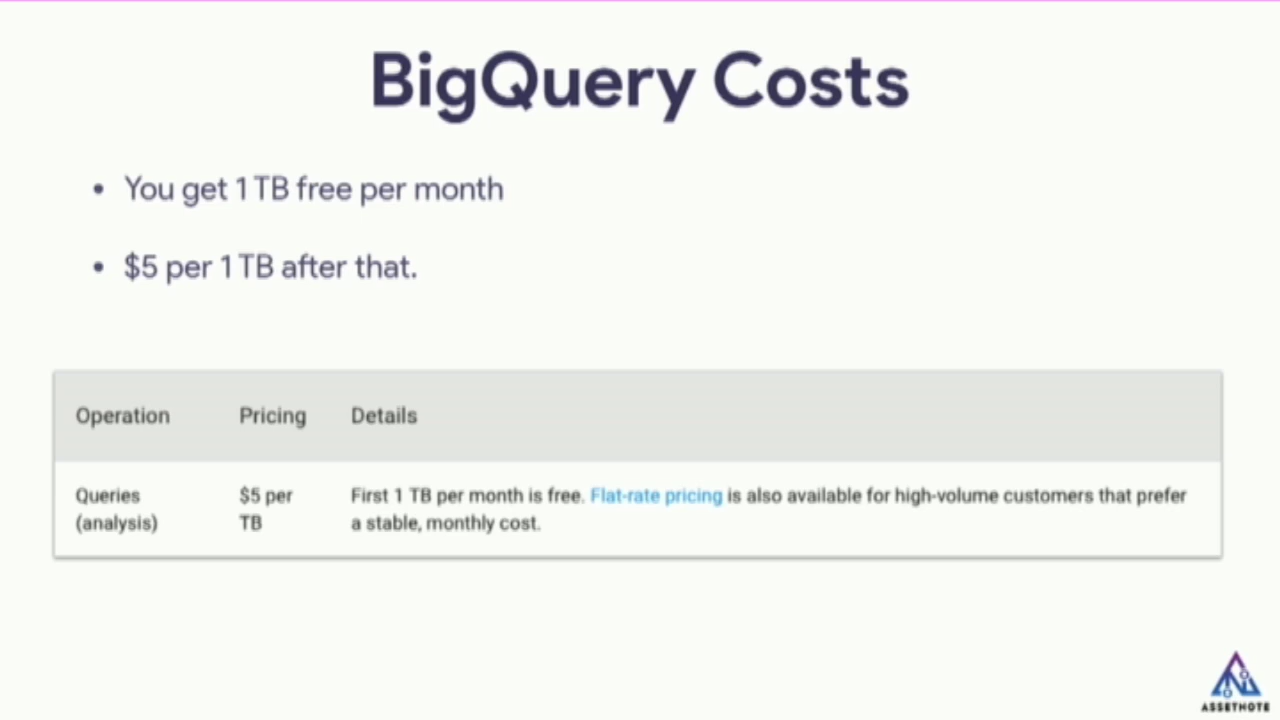 BigQuery Costs
• You get 1 TB free per month
• $5 per 1 TB after that.
Operation Pricing Details
Queries (analysis)
$5 per TB
First 1 TB per month is free. Flat-rate pricing is also available for high-volume customers that prefer
a stable, monthly cost.
ASSETNOTE